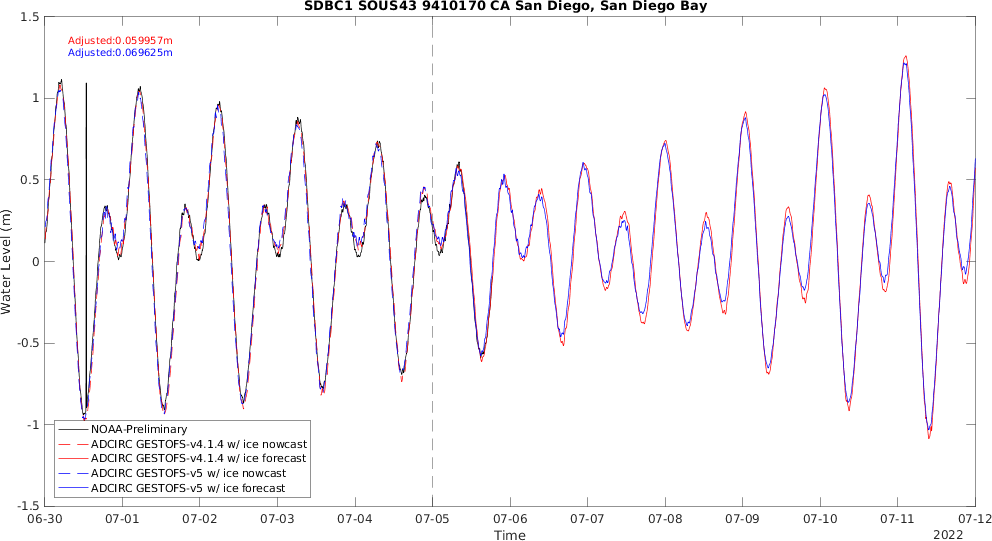 SDBC1 SOUS43 9410170 CA San Diego, San Diego Bay
1.5
Adjusted:0.059957m
Adjusted:0.069625m
1
0.5
0
-0.5
-1
-1.5
Water Level (m)
NOAA-Preliminary
ADCIRC GESTOFS-v4.1.4 w/ ice nowcast
ADCIRC GESTOFS-v4.1.4 w/ ice forecast
ADCIRC GESTOFS-v5 w/ ice nowcast
ADCIRC GESTOFS-v5 w/ ice forecast
06-30 07-01 07-02 07-03 07-04 07-05 07-06 07-07 07-08 07-09 07-10 07-11 07-12
Time
2022